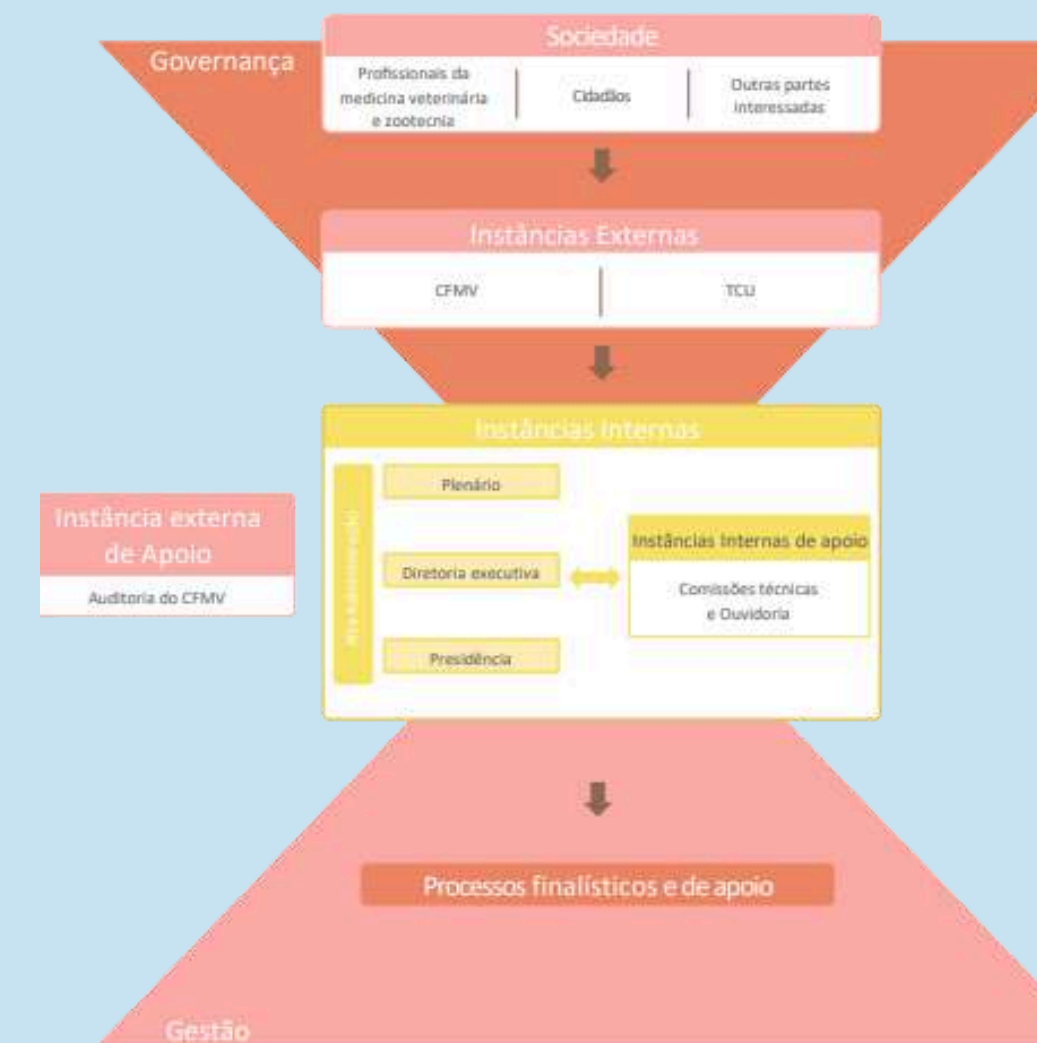 Governança
Sociedade
Profissionais da
medicina veterinária
e zootecnia
Cidadãos
Outras partes
interessadas
Instâncias Externas
CFMV
TCU
Instâncias Internas
Plenário
Diretoria executiva
Presidência
Instâncias Internas de apoio
Comissões técnicas
e Ouvidoria
Instância externa
de Apoio
Auditoria do CFMV
Processos finalísticos e de apoio
Gestão